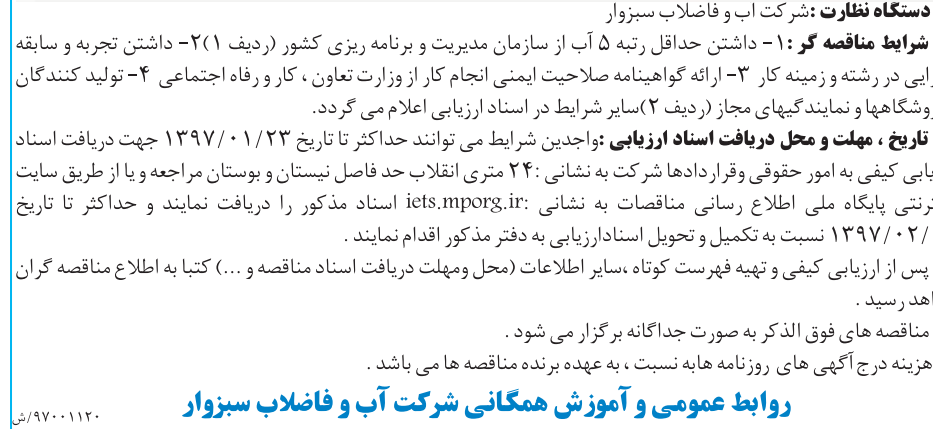 دستگاه نظارت :شرکت آب و فاضلاب سبزوار
شرایط مناقصه گر :۱- داشتن حداقل رتبه ۵ آب از سازمان مدیریت و برنامه ریزی کشور (ردیف ۱)۲- داشتن تجربه و سابقه
در رشته و زمینه کار ۳- ارائه گواهینامه صلاحیت ایمنی انجام کار از وزارت تعاون ، کار و رفاه اجتماعی ۴- تولید کنندگان
و نمایندگیهای مجاز (ردیف ۲)سایر شرایط در اسناد ارزیابی اعلام می گردد.
تاریخ ، مهلت و محل دریافت اسناد ارزیابی :واجدین شرایط می توانند حداکثر تا تاریخ ۱۳۹۷/۰۱/۲۳ جهت دریافت اسناد
کیفی به امور حقوقی وقراردادها شرکت به نشانی :۲۴ متری انقلاب حد فاصل نیستان و بوستان مراجعه و یا از طریق سایت
پایگاه ملی اطلاع رسانی مناقصات به نشانی :iets.mporg.ir اسناد مذکور را دریافت نمایند و حداکثر تا تاریخ
/۱۳۹۷/۰۲ نسبت به تکمیل و تحویل اسنادارزیابی به دفتر مذکور اقدام نمایند .
پس از ارزیابی کیفی و تهیه فهرست کوتاه ،سایر اطلاعات (محل ومهلت دریافت اسناد مناقصه و ...) کتبا به اطلاع مناقصه گران
رسید .
مناقصه های فوق الذکر به صورت جداگانه برگزار می شود .
هزینه درج آگهی های روزنامه هابه نسبت ، به عهده برنده مناقصه ها می باشد .
روابط عمومی و آموزش همگانی شرکت آب و فاضلاب سبزوار
۹۷۰۰۱۱۲۰/ش